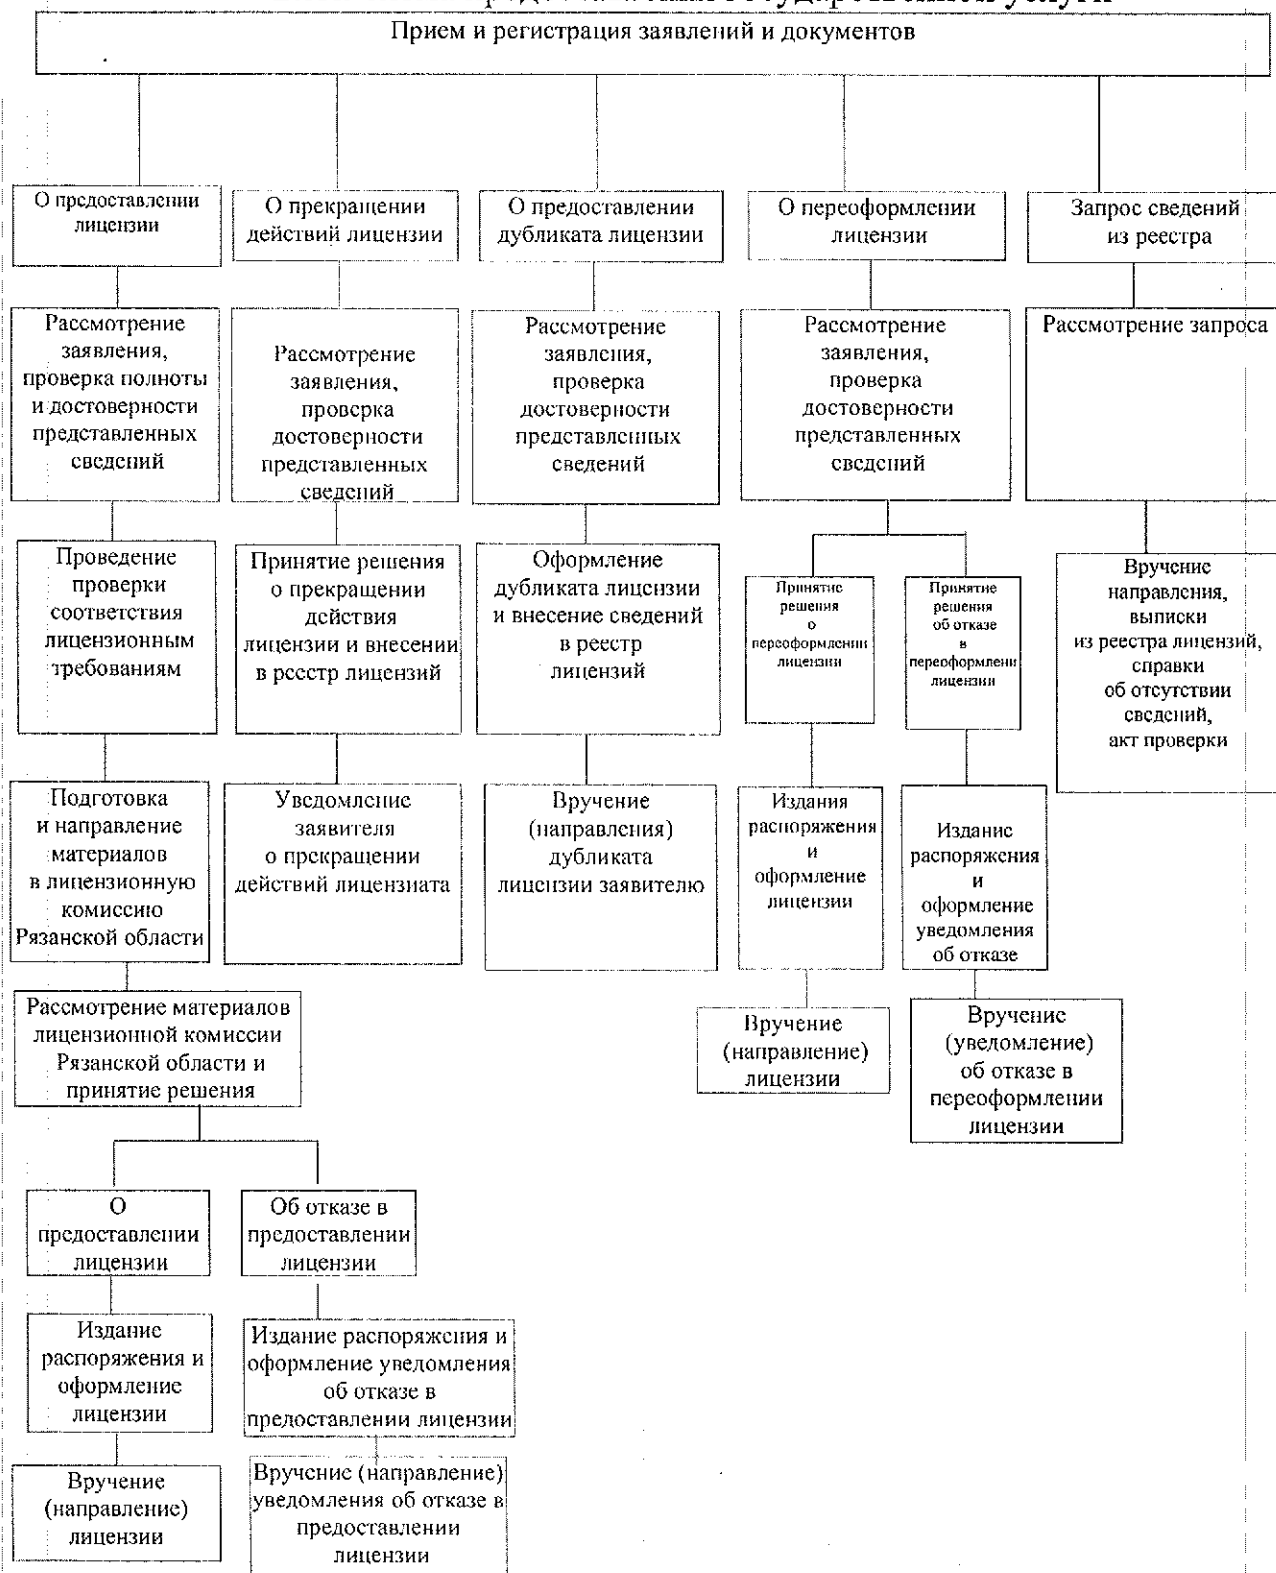 государственной услуги
Прием и регистрация заявлений и документов
О предоставлении
лицензии
О прекращении
действий лицензии
О предоставлении
дубликата лицензии
О переоформлении
лицензии
Запрос сведений
из реестра
Рассмотрение
заявления,
проверка полноты
и достоверности
представленных
сведений
Рассмотрение
заявления,
проверка
достоверности
представленных
сведений
Рассмотрение
заявления,
проверка
достоверности
представленных
сведений
Рассмотрение
заявления,
проверка
достоверности
представленных
сведений
Рассмотрение запроса
Проведение
проверки
соответствия
лицензионным
требованиям
Принятие решения
о прекращении
действия
лицензии и внесении
в реестр лицензий
Оформление
дубликата лицензии
и внесение сведений
в реестр
лицензий
Принятие
решения
о
переоформлении
лицензии
Принятие
решения
об отказе
в
переоформлени
лицензии
Вручение
направления,
выписки
из реестра лицензий,
справки
об отсутствии
сведений,
акт проверки
Подготовка
и направление
материалов
в лицензионную
комиссию
Рязанской области
Уведомление
заявителя
о прекращении
действий лицензиата
Вручение
(направления)
дубликата
лицензии заявителю
Издания
распоряжения
и
оформление
лицензии
Издание
распоряжения
и
оформление
уведомления
об отказе
Рассмотрение материалов
лицензионной комиссии
Рязанской области и
принятие решения
Вручение
(направление)
лицензии
Вручение
(уведомление)
об отказе в
переоформлении
лицензии
О
предоставлении
лицензии
Об отказе в
предоставлении
лицензии
Издание
распоряжения и
оформление
лицензии
Издание распоряжения и
оформление уведомления
об отказе в
предоставлении лицензии
Вручение
(направление)
лицензии
Вручение (направление)
уведомления об отказе в
предоставлении
лицензии